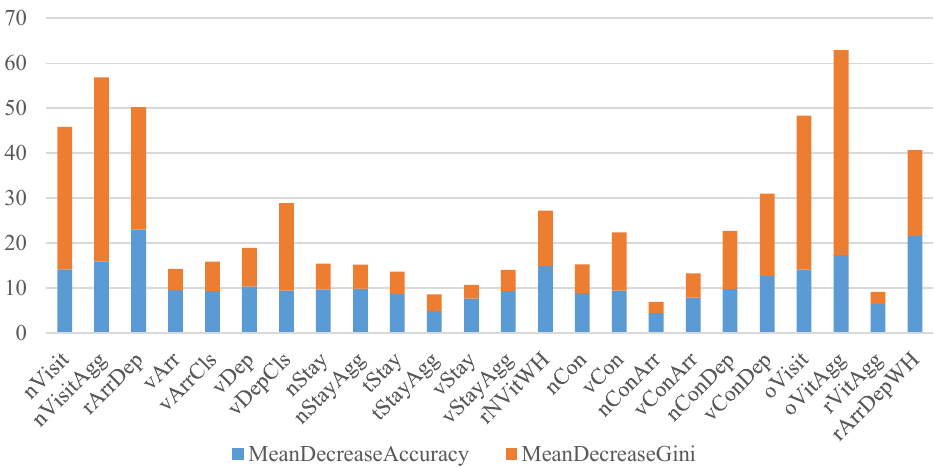 70
60
50
40
30
20
10
0
nVisit
nVisitAgg
rArrDep
vArr
vArrCls
vDep
vDepCls
nStay
nStayAgg
tStay
tStayAgg
vStay
vStayAgg
rNVitWH
nCon
vCon
nConArr
vConArr
nConDep
vConDep
oVisit
oVitAgg
rVitAgg
rArrDepWH
MeanDecreaseAccuracy MeanDecreaseGini